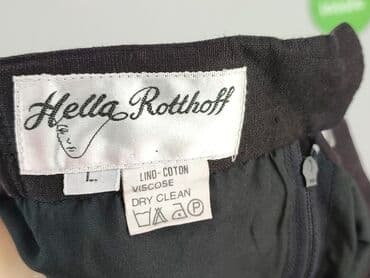 Hella Rotthoff
L
LINO-COTON
VISCOSE
DRY CLEAN
P